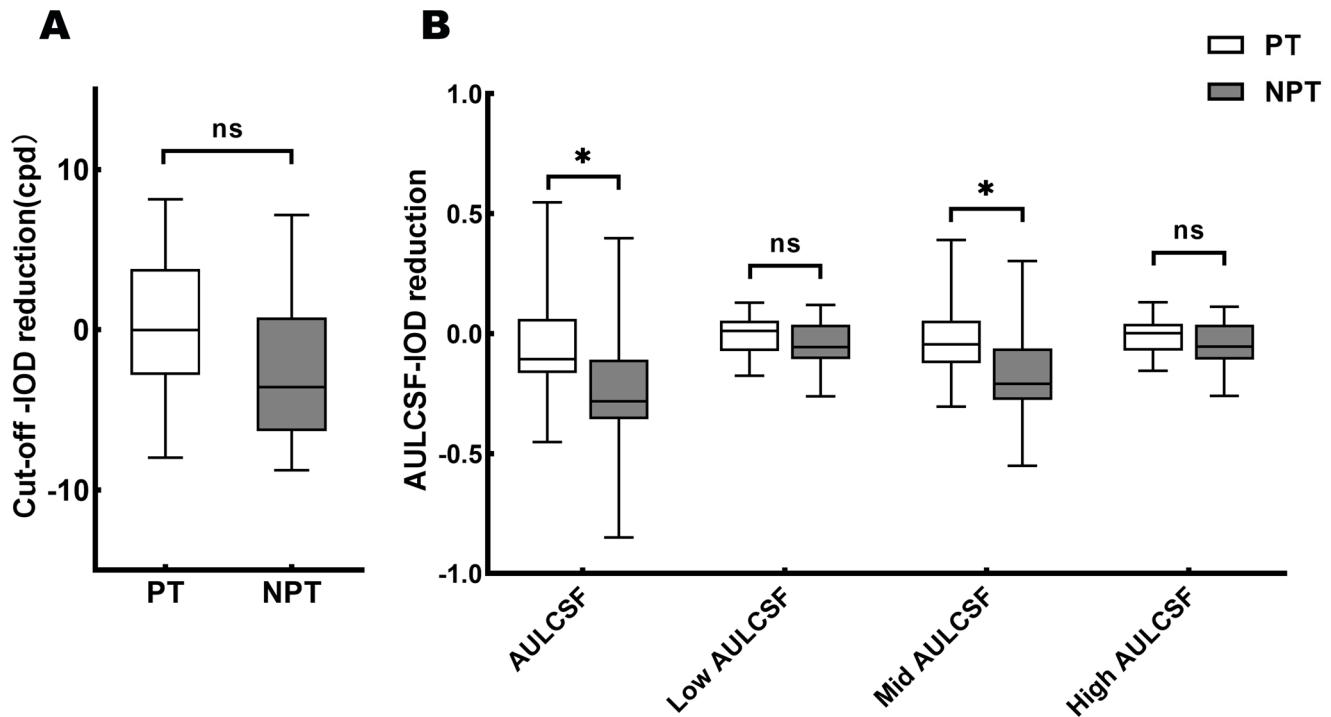 A
Cut-off -IOD reduction(cpd)
10
0
-10
ns
PT
NPT
B
PT
NPT
AULCSF-IOD reduction
1.0
0.5
0.0
-0.5
-1.0
*
ns
*
ns
AULCSF
Low AULCSF
Mid AULCSF
High AULCSF